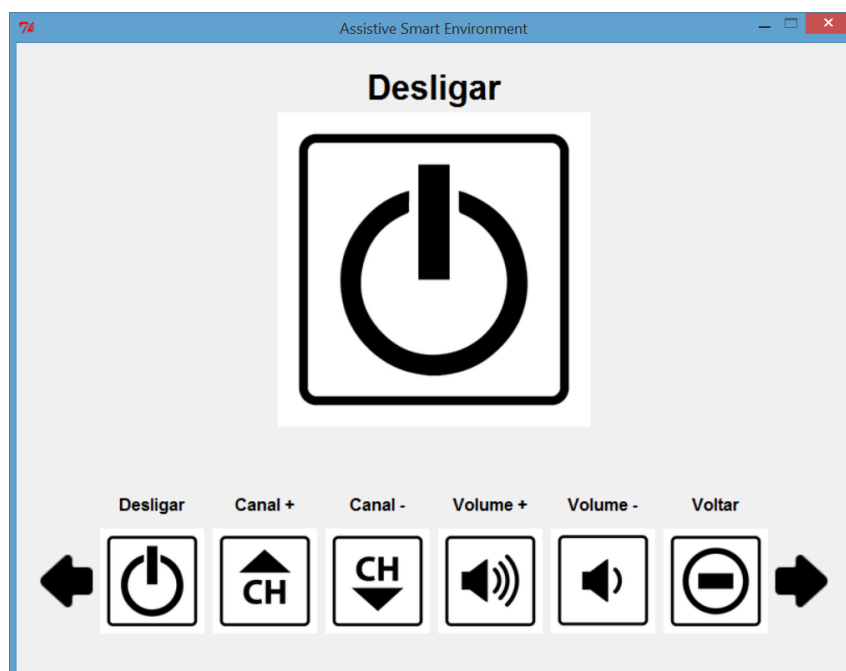 Assistive Smart Environment
Desligar
Desligar Canal + Canal - Volume + Volume - Voltar
CH CH